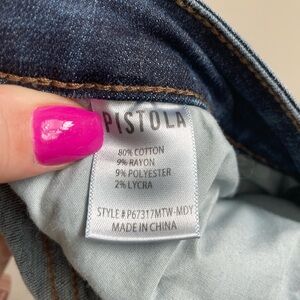 PISTOLA
80% COTTON
9% RAYON
9% POLYESTER
2% LYCRA
STYLE # P67317MTW-MDY
MADE IN CHINA